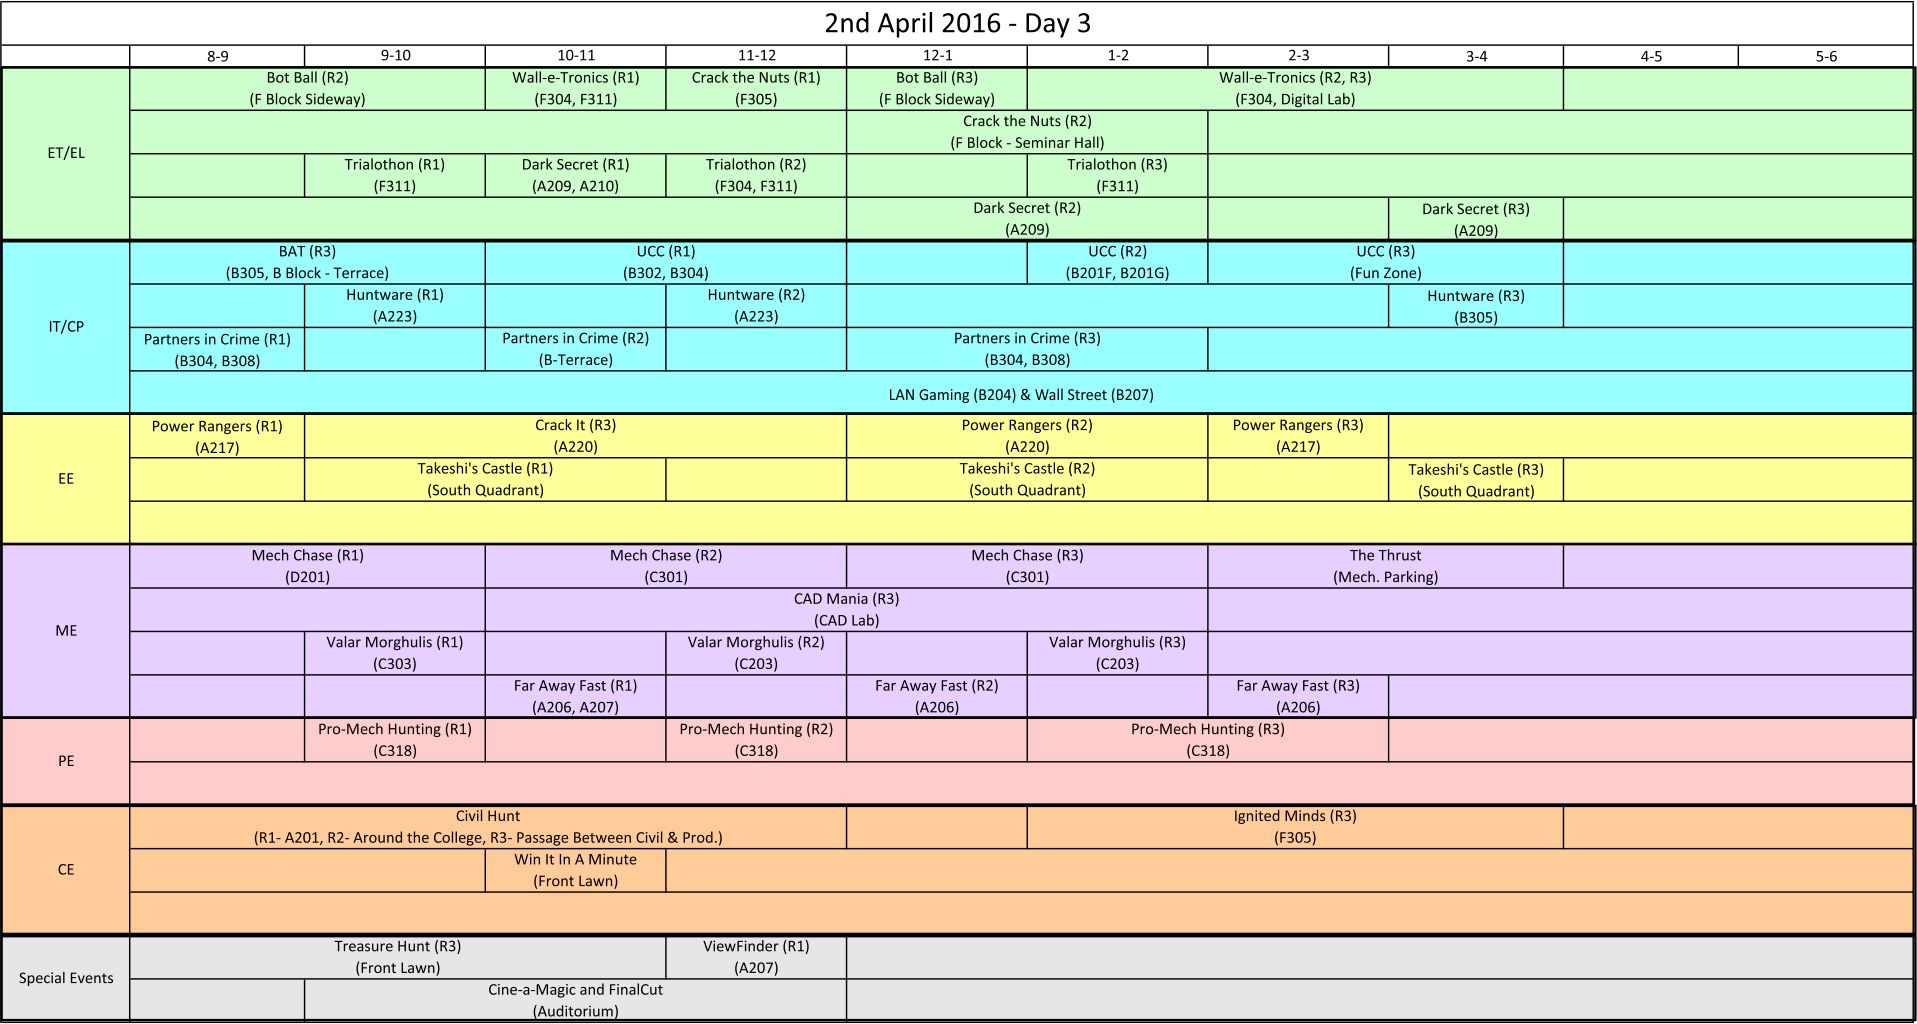 2nd April 2016 - Day 3
8-9 9-10 10-11 11-12 12-1 1-2 2-3 3-4 4-5 5-6
ET/EL
Bot Ball (R2) Wall-e-Tronics (R1) Crack the Nuts (R1) Bot Ball (R3) Wall-e-Tronics (R2, R3)
(F Block Sideway) (F304, F311) (F305) (F Block Sideway) (F304, Digital Lab)
Crack the Nuts (R2)
(F Block - Seminar Hall)
Trialothon (R1) Dark Secret (R1) Trialothon (R2) Trialothon (R3)
(F311) (A209, A210) (F304, F311) (F311)
Dark Secret (R2) Dark Secret (R3)
(A209) (A209)
IT/CP
BAT (R3) UCC (R1) UCC (R2) UCC (R3)
(B305, B Block - Terrace) (B302, B304) (B201F, B201G) (Fun Zone)
Huntware (R1) Huntware (R2) Huntware (R3)
(A223) (A223) (B305)
Partners in Crime (R1) Partners in Crime (R2) Partners in Crime (R3)
(B304, B308) (B-Terrace) (B304, B308)
LAN Gaming (B204) & Wall Street (B207)
EE
Power Rangers (R1) Crack It (R3) Power Rangers (R2) Power Rangers (R3)
(A217) (A220) (A220) (A217)
Takeshi's Castle (R1) Takeshi's Castle (R2) Takeshi's Castle (R3)
(South Quadrant) (South Quadrant) (South Quadrant)
ME
Mech Chase (R1) Mech Chase (R2) Mech Chase (R3) The Thrust
(D201) (C301) (C301) (Mech. Parking)
CAD Mania (R3)
(CAD Lab)
Valar Morghulis (R1) Valar Morghulis (R2) Valar Morghulis (R3)
(C303) (C203) (C203)
Far Away Fast (R1) Far Away Fast (R2) Far Away Fast (R3)
(A206, A207) (A206) (A206)
PE
Pro-Mech Hunting (R1) Pro-Mech Hunting (R2) Pro-Mech Hunting (R3)
(C318) (C318) (C318)
CE
Civil Hunt Ignited Minds (R3)
(R1- A201, R2- Around the College, R3- Passage Between Civil & Prod.) (F305)
Win It In A Minute
(Front Lawn)
Special Events
Treasure Hunt (R3) ViewFinder (R1)
(Front Lawn) (A207)
Cine-a-Magic and FinalCut
(Auditorium)